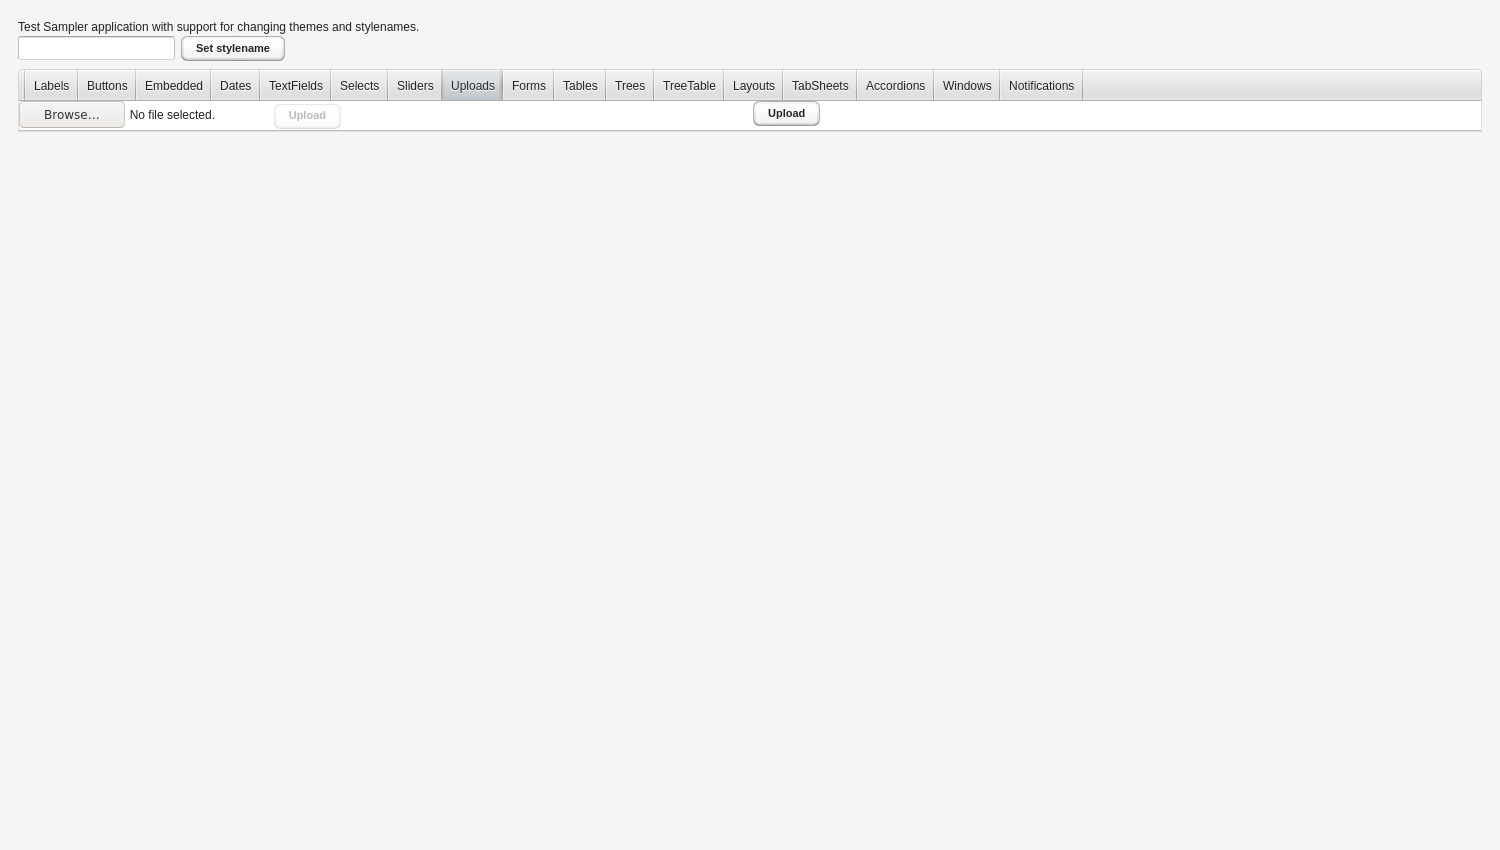 Test Sampler application with support for changing themes and stylenames.
Set stylename
Labels Buttons Embedded Dates TextFields Selects Sliders Uploads Forms Tables Trees TreeTable Layouts TabSheets Accordions Windows Notifications
Browse... No file selected. Upload Upload